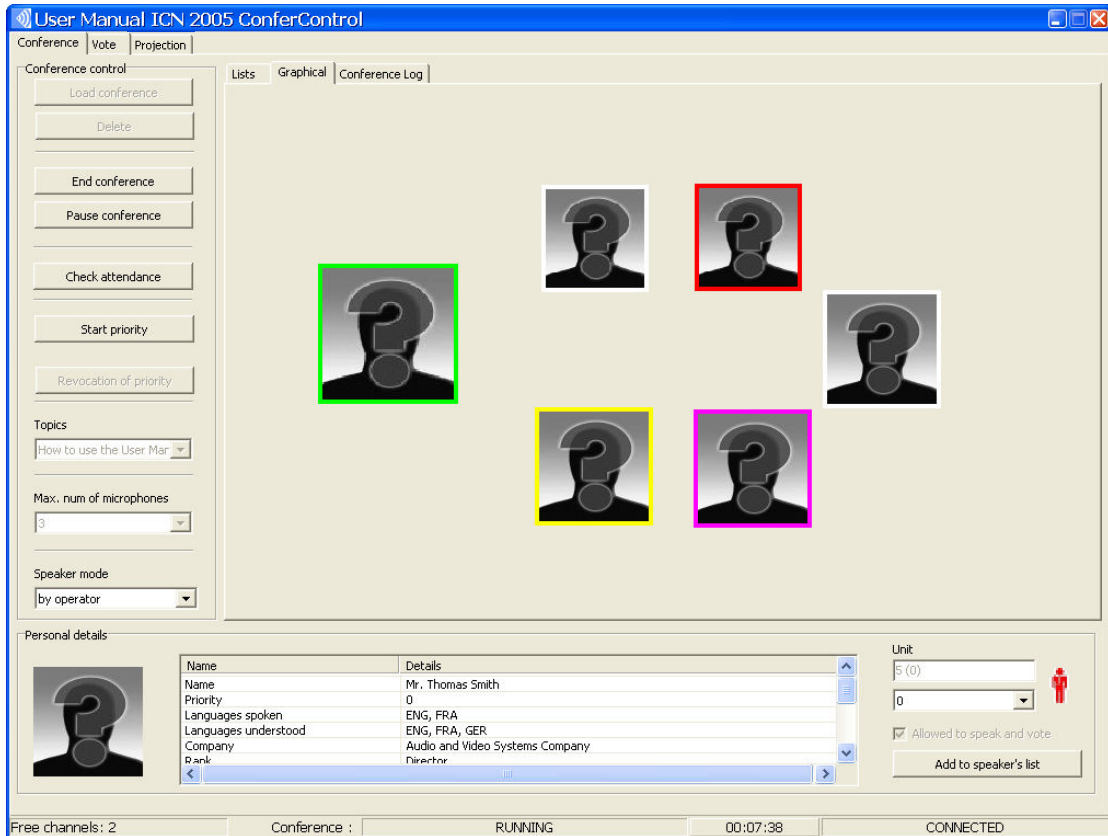 User Manual ICN 2005 ConferControl
Conference Vote Projection
Conference control
Load conference
Delete
End conference
Pause conference
Check attendance
Start priority
Revocation of priority
Topics
How to use the User Mar
Max. num of microphones
3
Speaker mode
by operator
Lists Graphical Conference Log
Personal details
Name Details
Name Mr. Thomas Smith
Priority 0
Languages spoken ENG, FRA
Languages understood ENG, FRA, GER
Company Audio and Video Systems Company
Rank Director
Unit
5 (0)
0
Allowed to speak and vote
Add to speaker's list
Free channels: 2 Conference : RUNNING 00:07:38 CONNECTED